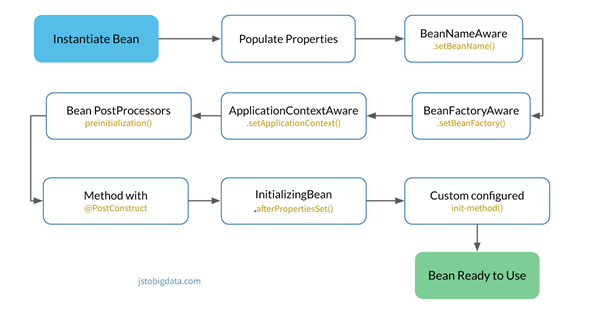 Instantiate Bean
Populate Properties
BeanNameAware
.setBeanName()
BeanFactoryAware
.setBeanFactory()
ApplicationContextAware
.setApplicationContext()
Bean PostProcessors
preinitialization()
Method with
@PostConstruct
InitializingBean
.afterPropertiesSet()
Custom configured
init-method()
Bean Ready to Use
jstobigdata.com